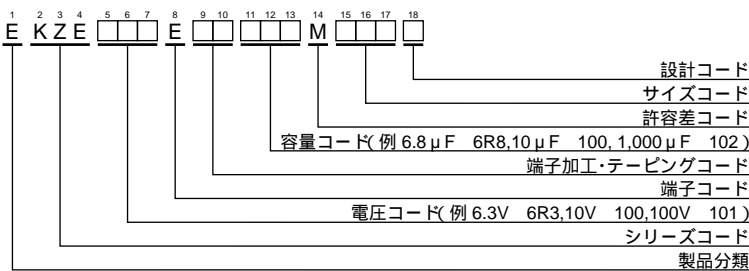 1 2 3 4 5 6 7 8 9 10 11 12 13 14 15 16 17 18
E KZE □□□ E □□ □□□ M □□□ □
設計コード
サイズコード
許容差コード
容量コード(例 6.8μF 6R8,10μF 100, 1,000μF 102)
端子加工・テーピングコード
端子コード
電圧コード(例 6.3V 6R3,10V 100,100V 101)
シリーズコード
製品分類